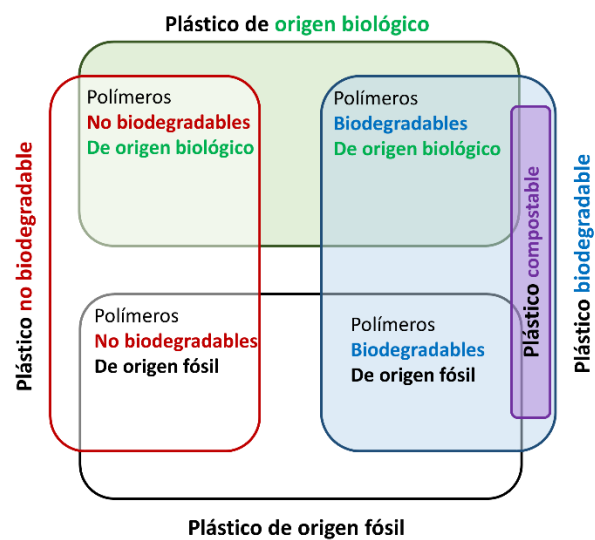 Plástico de origen biológico
Polímeros
No biodegradables
De origen biológico
Polímeros
Biodegradables
De origen biológico
Plástico no biodegradable
Plástico compostable
Plástico biodegradable
Polímeros
No biodegradables
De origen fósil
Polímeros
Biodegradables
De origen fósil
Plástico de origen fósil